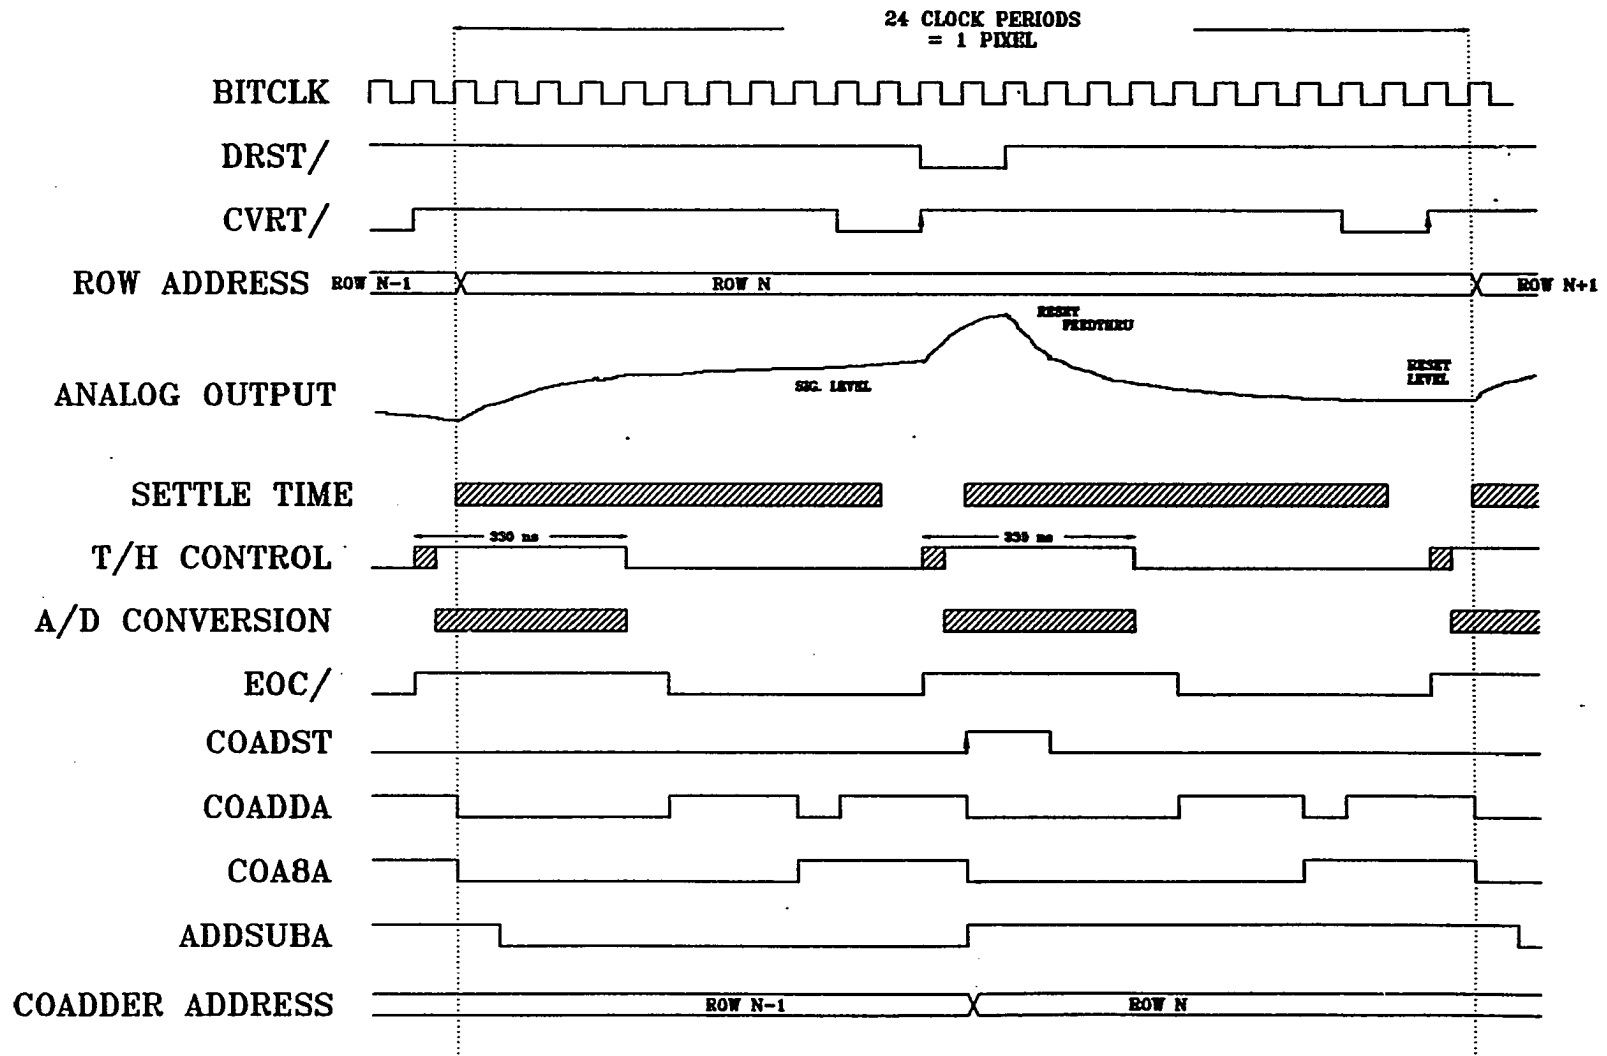 24 CLOCK PERIODS
= 1 PIXEL
BITCLK
DRST/
CVRT/
ROW ADDRESS
ROW N-1
ROW N
ROW N+1
RESET
FEEDTHRU
ANALOG OUTPUT
SIG. LEVEL
RESET
LEVEL
SETTLE TIME
T/H CONTROL
330 ns
335 ns
A/D CONVERSION
EOC/
COADST
COADDA
COA8A
ADDSUBA
COADDER ADDRESS
ROW N-1
ROW N